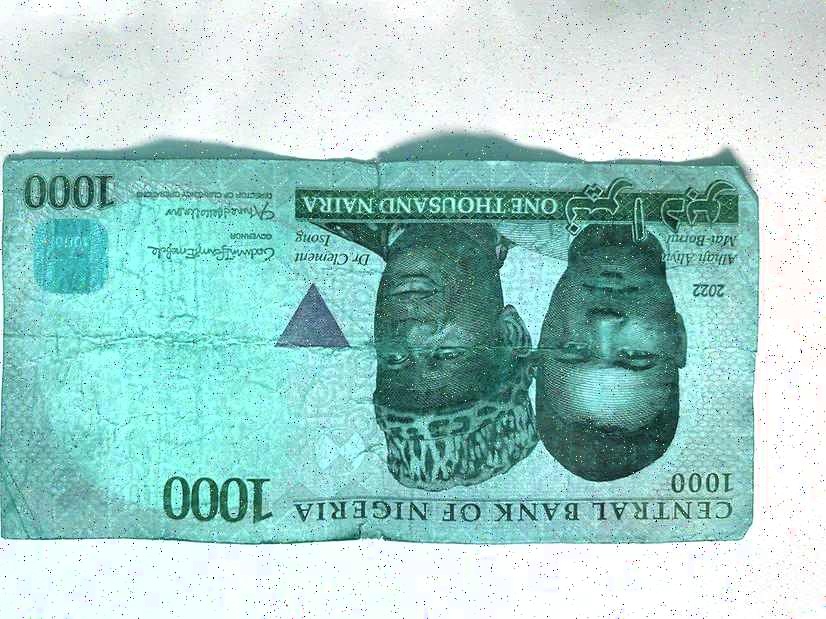 CENTRAL BANK OF NIGERIA
1000
1000
2022
Alhaji Aliyu
Mai-Bornu
Dr. Clement
Isong
GOVERNOR
DIRECTOR OF CURRENCY OPERATIONS
ONE THOUSAND NAIRA
1000